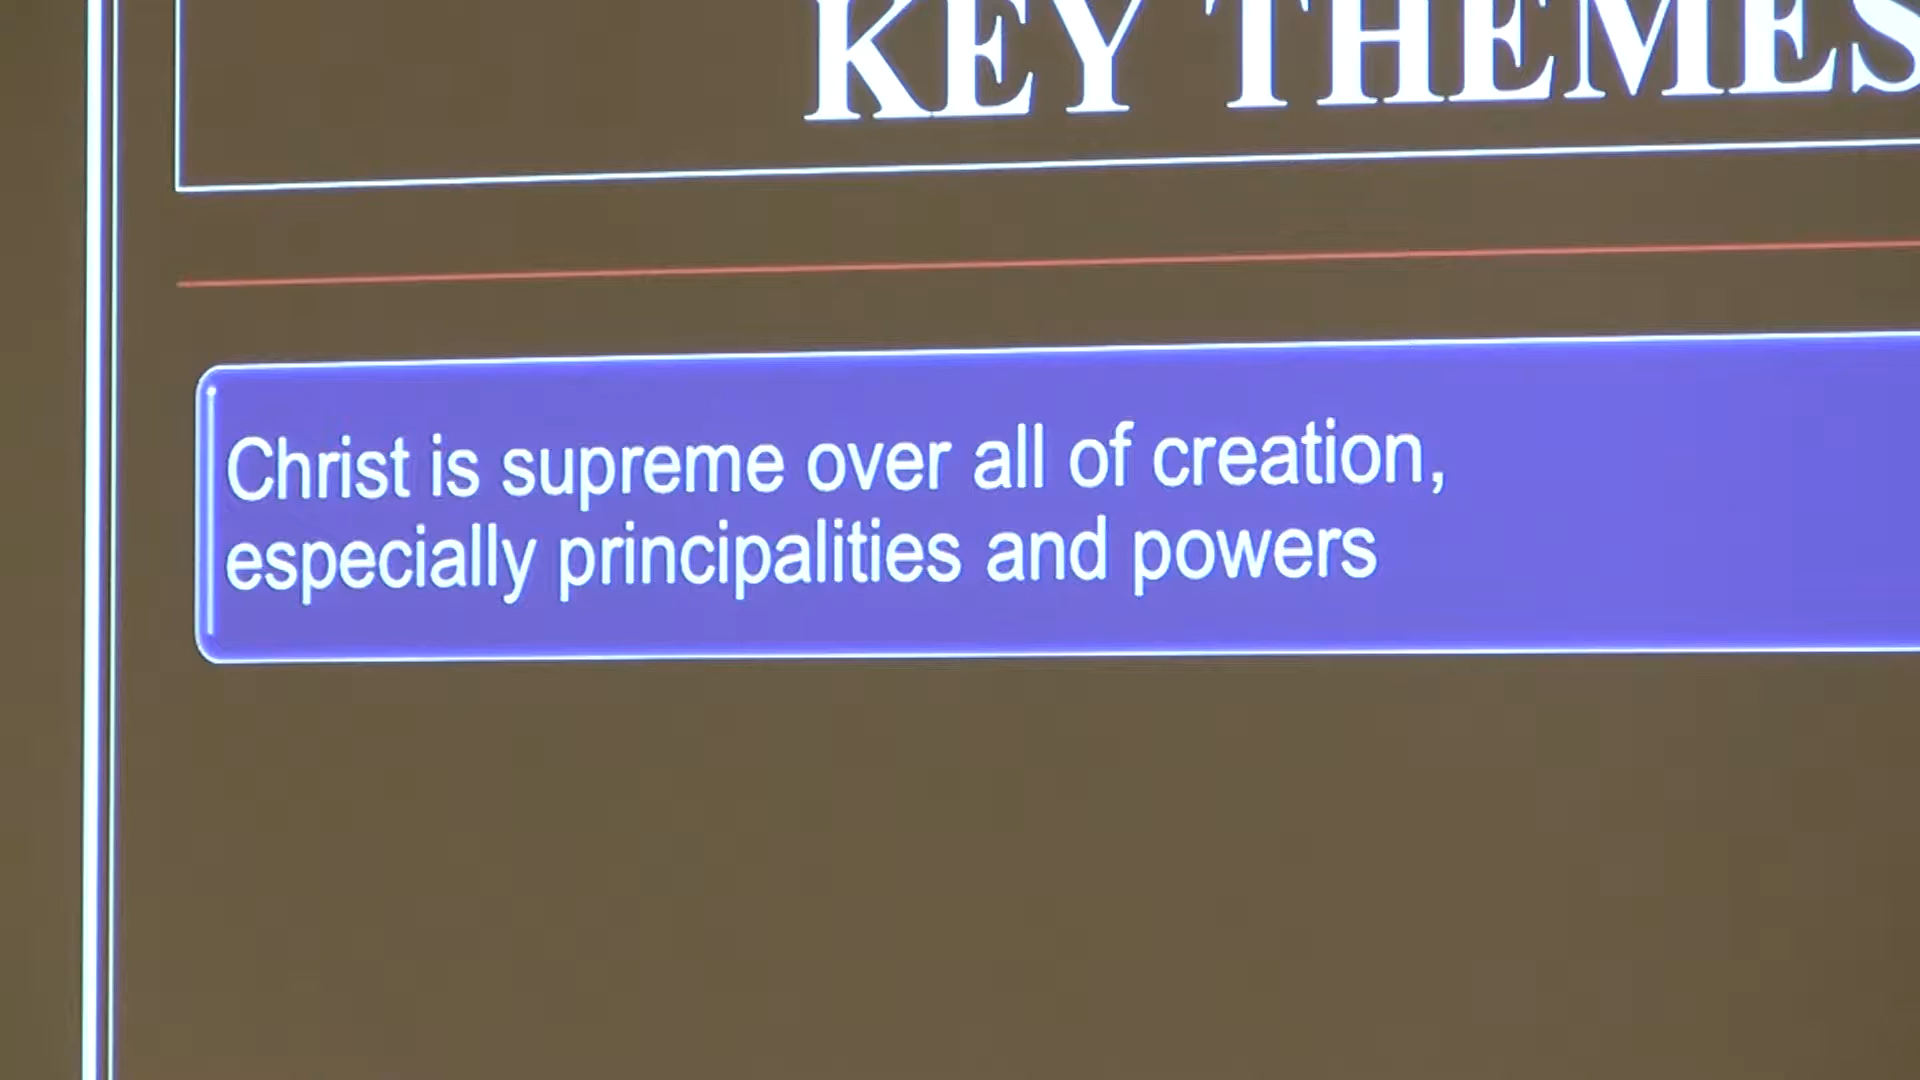 KEY THEMES
Christ is supreme over all of creation,
especially principalities and powers